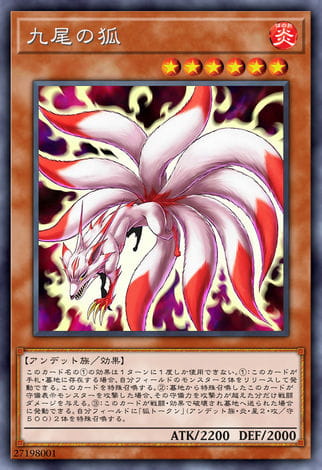 九尾の狐
ほのお
炎
【アンデット族/効果】
このカード名の①の効果は1ターンに1度しか使用できない。①:このカードが
手札・墓地に存在する場合、自分フィールドのモンスター2体をリリースして発
動できる。このカードを特殊召喚する。②:墓地から特殊召喚したこのカードが
守備表示モンスターを攻撃した場合、その守備力を攻撃力が越えた分だけ戦闘
ダメージを与える。③:このカードが戦闘・効果で破壊され墓地へ送られた場合
に発動できる。自分フィールドに「狐トークン」(アンデット族・炎・星2・攻/守
500)2体を特殊召喚する。
ATK/2200 DEF/2000
27198001